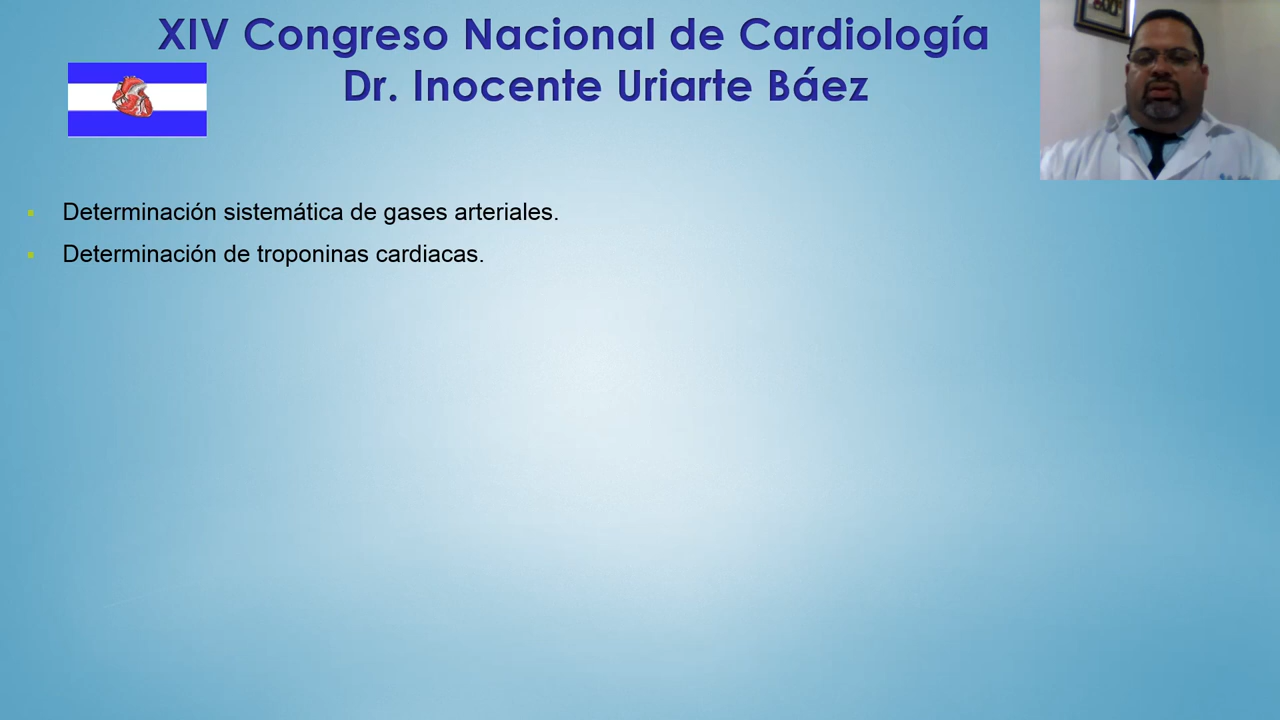 XIV Congreso Nacional de Cardiología
Dr. Inocente Uriarte Báez
Determinación sistemática de gases arteriales.
Determinación de troponinas cardiacas.